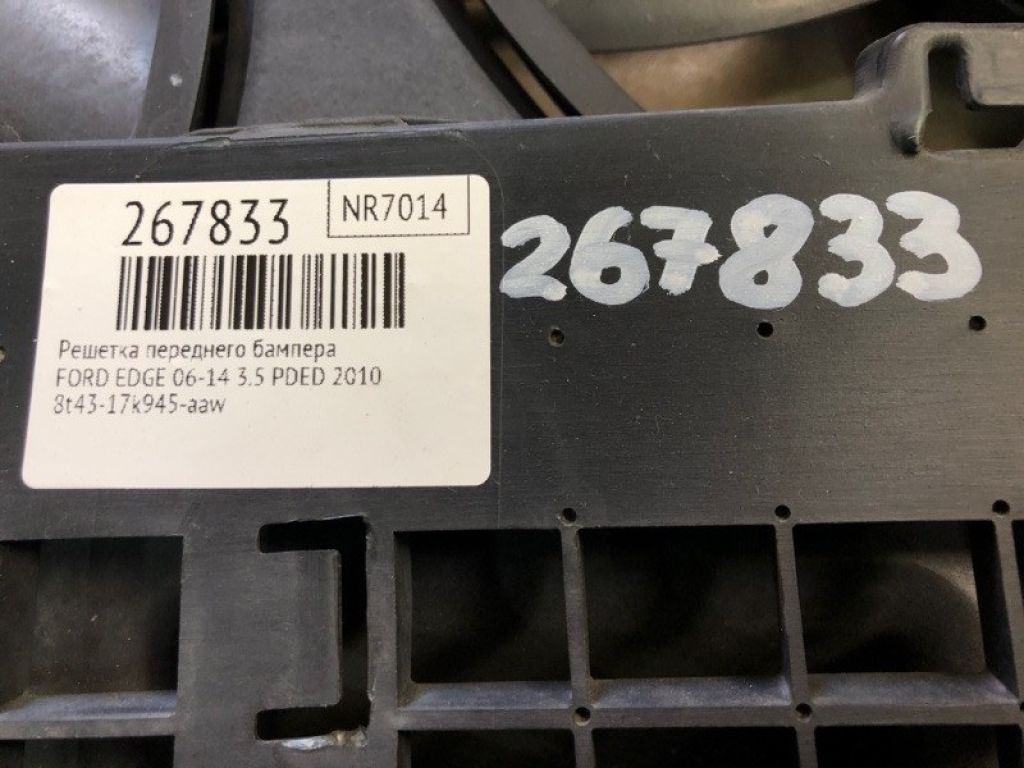 267833
NR7014
Решетка переднего бампера
FORD EDGE 06-14 3.5 PDED 2010
8t43-17k945-aaw
267833